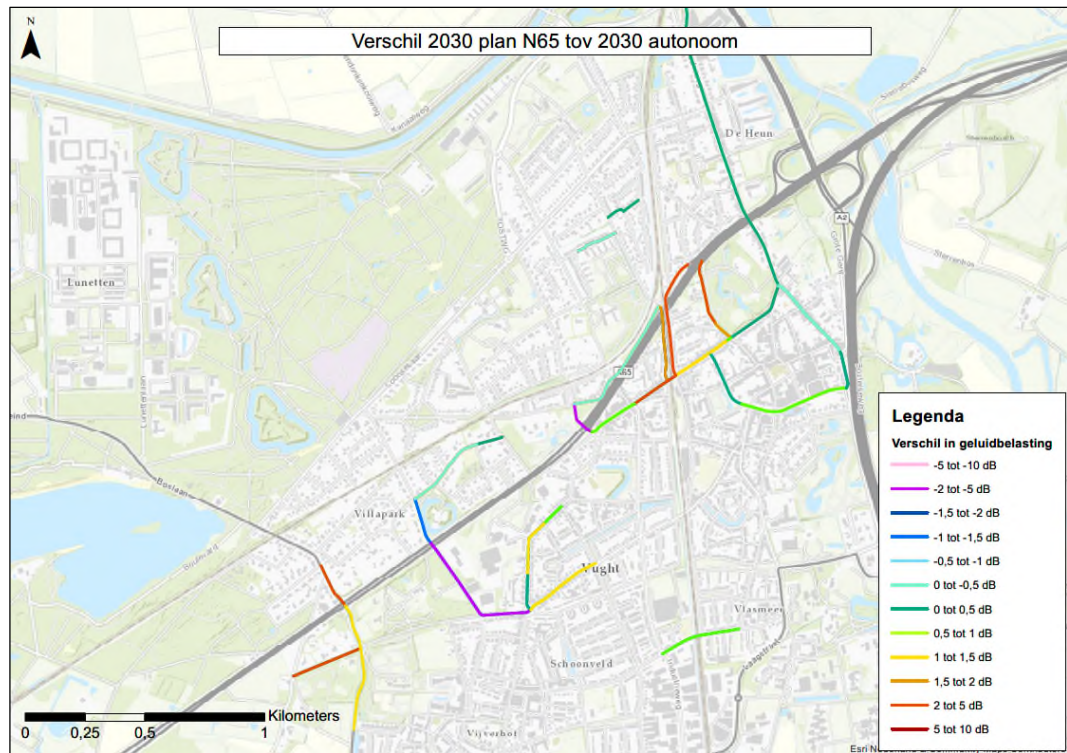 Verschil 2030 plan N65 tov 2030 autonoom
N
Kanaalweg
De Heun
A2
Lunetten
N65
Boslaan
Boulevard
Villapark
Vught
Vlasmeer
Schoonveld
Vijverhof
Legenda
Verschil in geluidbelasting
-5 tot -10 dB
-2 tot -5 dB
-1,5 tot -2 dB
-1 tot -1,5 dB
-0,5 tot -1 dB
0 tot -0,5 dB
0 tot 0,5 dB
0,5 tot 1 dB
1 tot 1,5 dB
1,5 tot 2 dB
2 tot 5 dB
5 tot 10 dB
Kilometers
0 0,25 0,5 1